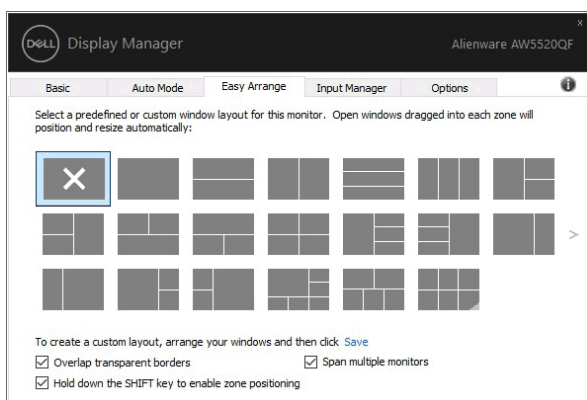 DELL Display Manager
Alienware AW5520QF
x
Basic
Auto Mode
Easy Arrange
Input Manager
Options
i
Select a predefined or custom window layout for this monitor. Open windows dragged into each zone will
position and resize automatically:
>
To create a custom layout, arrange your windows and then click Save
Overlap transparent borders
Span multiple monitors
Hold down the SHIFT key to enable zone positioning